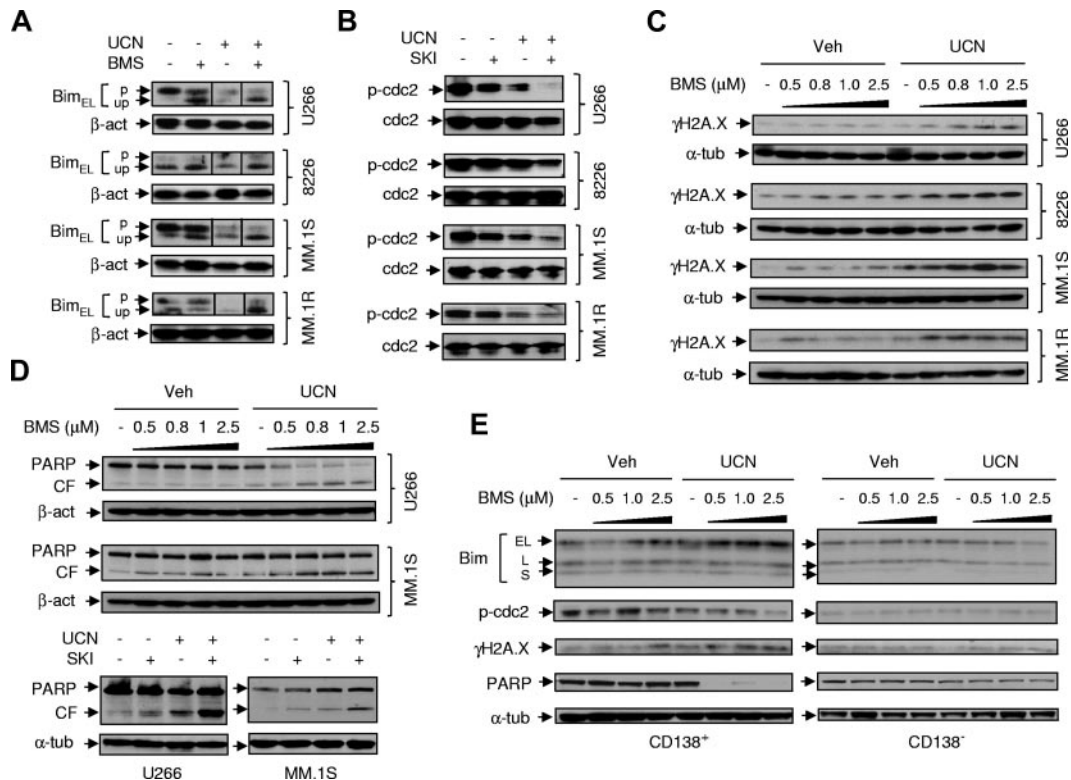 A
UCN - - + +
BMS - + - +
BimEL p
up
β-act
U266
BimEL p
up
β-act
8226
BimEL p
up
β-act
MM.1S
BimEL p
up
β-act
MM.1R
B
UCN - - + +
SKI - + - +
p-cdc2
cdc2
U266
p-cdc2
cdc2
8226
p-cdc2
cdc2
MM.1S
p-cdc2
cdc2
MM.1R
C
Veh UCN
BMS (μM) - 0.5 0.8 1.0 2.5 - 0.5 0.8 1.0 2.5
γH2A.X
α-tub
U266
γH2A.X
α-tub
8226
γH2A.X
α-tub
MM.1S
γH2A.X
α-tub
MM.1R
D
Veh UCN
BMS (μM) - 0.5 0.8 1 2.5 - 0.5 0.8 1 2.5
PARP
CF
β-act
U266
PARP
CF
β-act
MM.1S
UCN - - + + - - + +
SKI - + - + - + - +
PARP
CF
α-tub
U266 MM.1S
E
Veh UCN Veh UCN
BMS (μM) - 0.5 1.0 2.5 - 0.5 1.0 2.5 - 0.5 1.0 2.5 - 0.5 1.0 2.5
Bim EL
L
S
p-cdc2
γH2A.X
PARP
α-tub
CD138+ CD138-